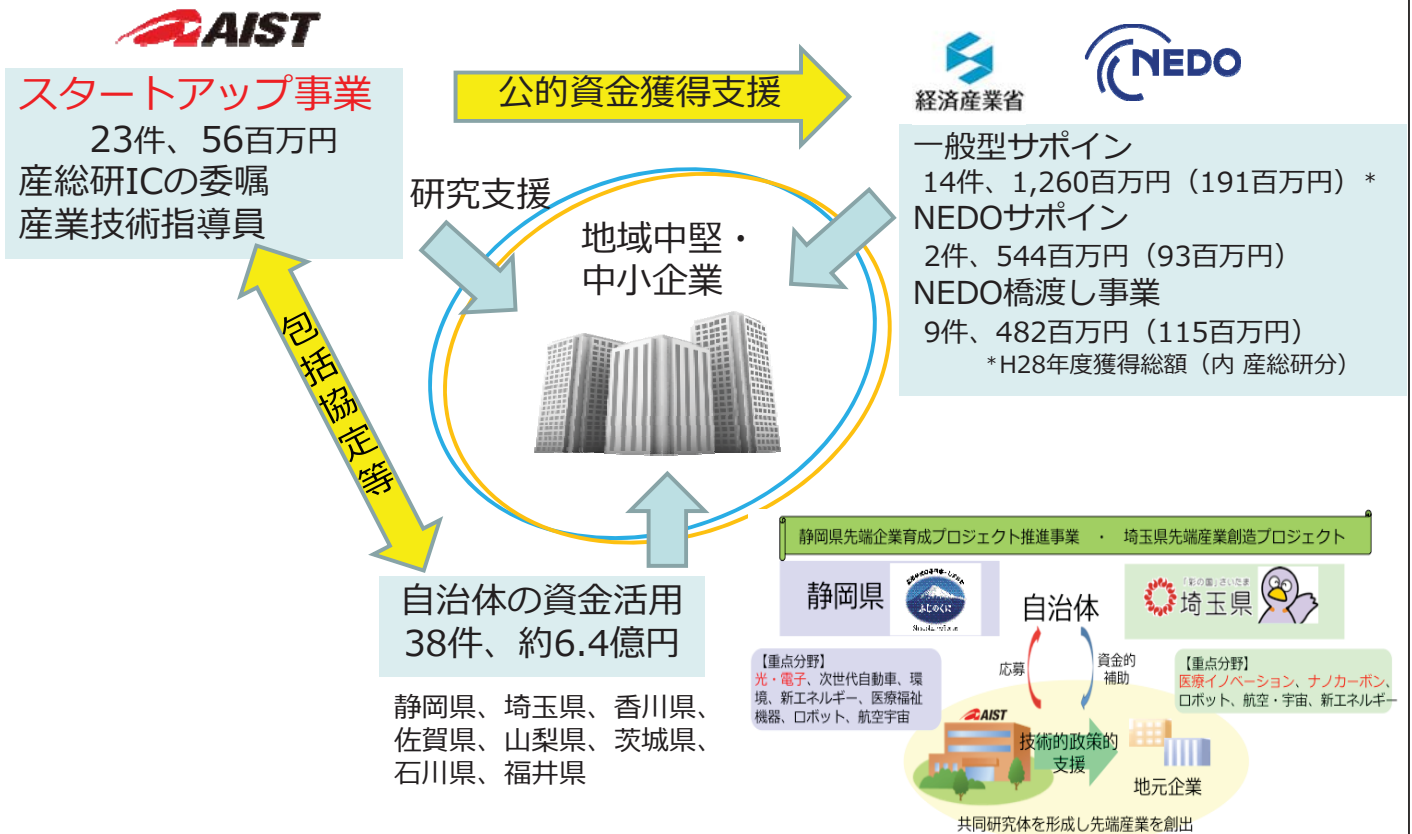 AIST
スタートアップ事業
23件、56百万円
産総研ICの委嘱
産業技術指導員
公的資金獲得支援
経済産業省
NEDO
一般型サポイン
14件、1,260百万円（191百万円）*
NEDOサポイン
2件、544百万円（93百万円）
NEDO橋渡し事業
9件、482百万円（115百万円）
*H28年度獲得総額（内 産総研分）
研究支援
地域中堅・
中小企業
包括協定等
自治体の資金活用
38件、約6.4億円
静岡県、埼玉県、香川県、
佐賀県、山梨県、茨城県、
石川県、福井県
静岡県先端企業育成プロジェクト推進事業 ・ 埼玉県先端産業創造プロジェクト
静岡県
ふじのくに
自治体
「彩の国」さいたま
埼玉県
【重点分野】
光・電子、次世代自動車、環
境、新エネルギー、医療福祉
機器、ロボット、航空宇宙
応募
資金的
補助
【重点分野】
医療イノベーション、ナノカーボン、
ロボット、航空・宇宙、新エネルギー
AIST
技術的政策的
支援
地元企業
共同研究体を形成し先端産業を創出